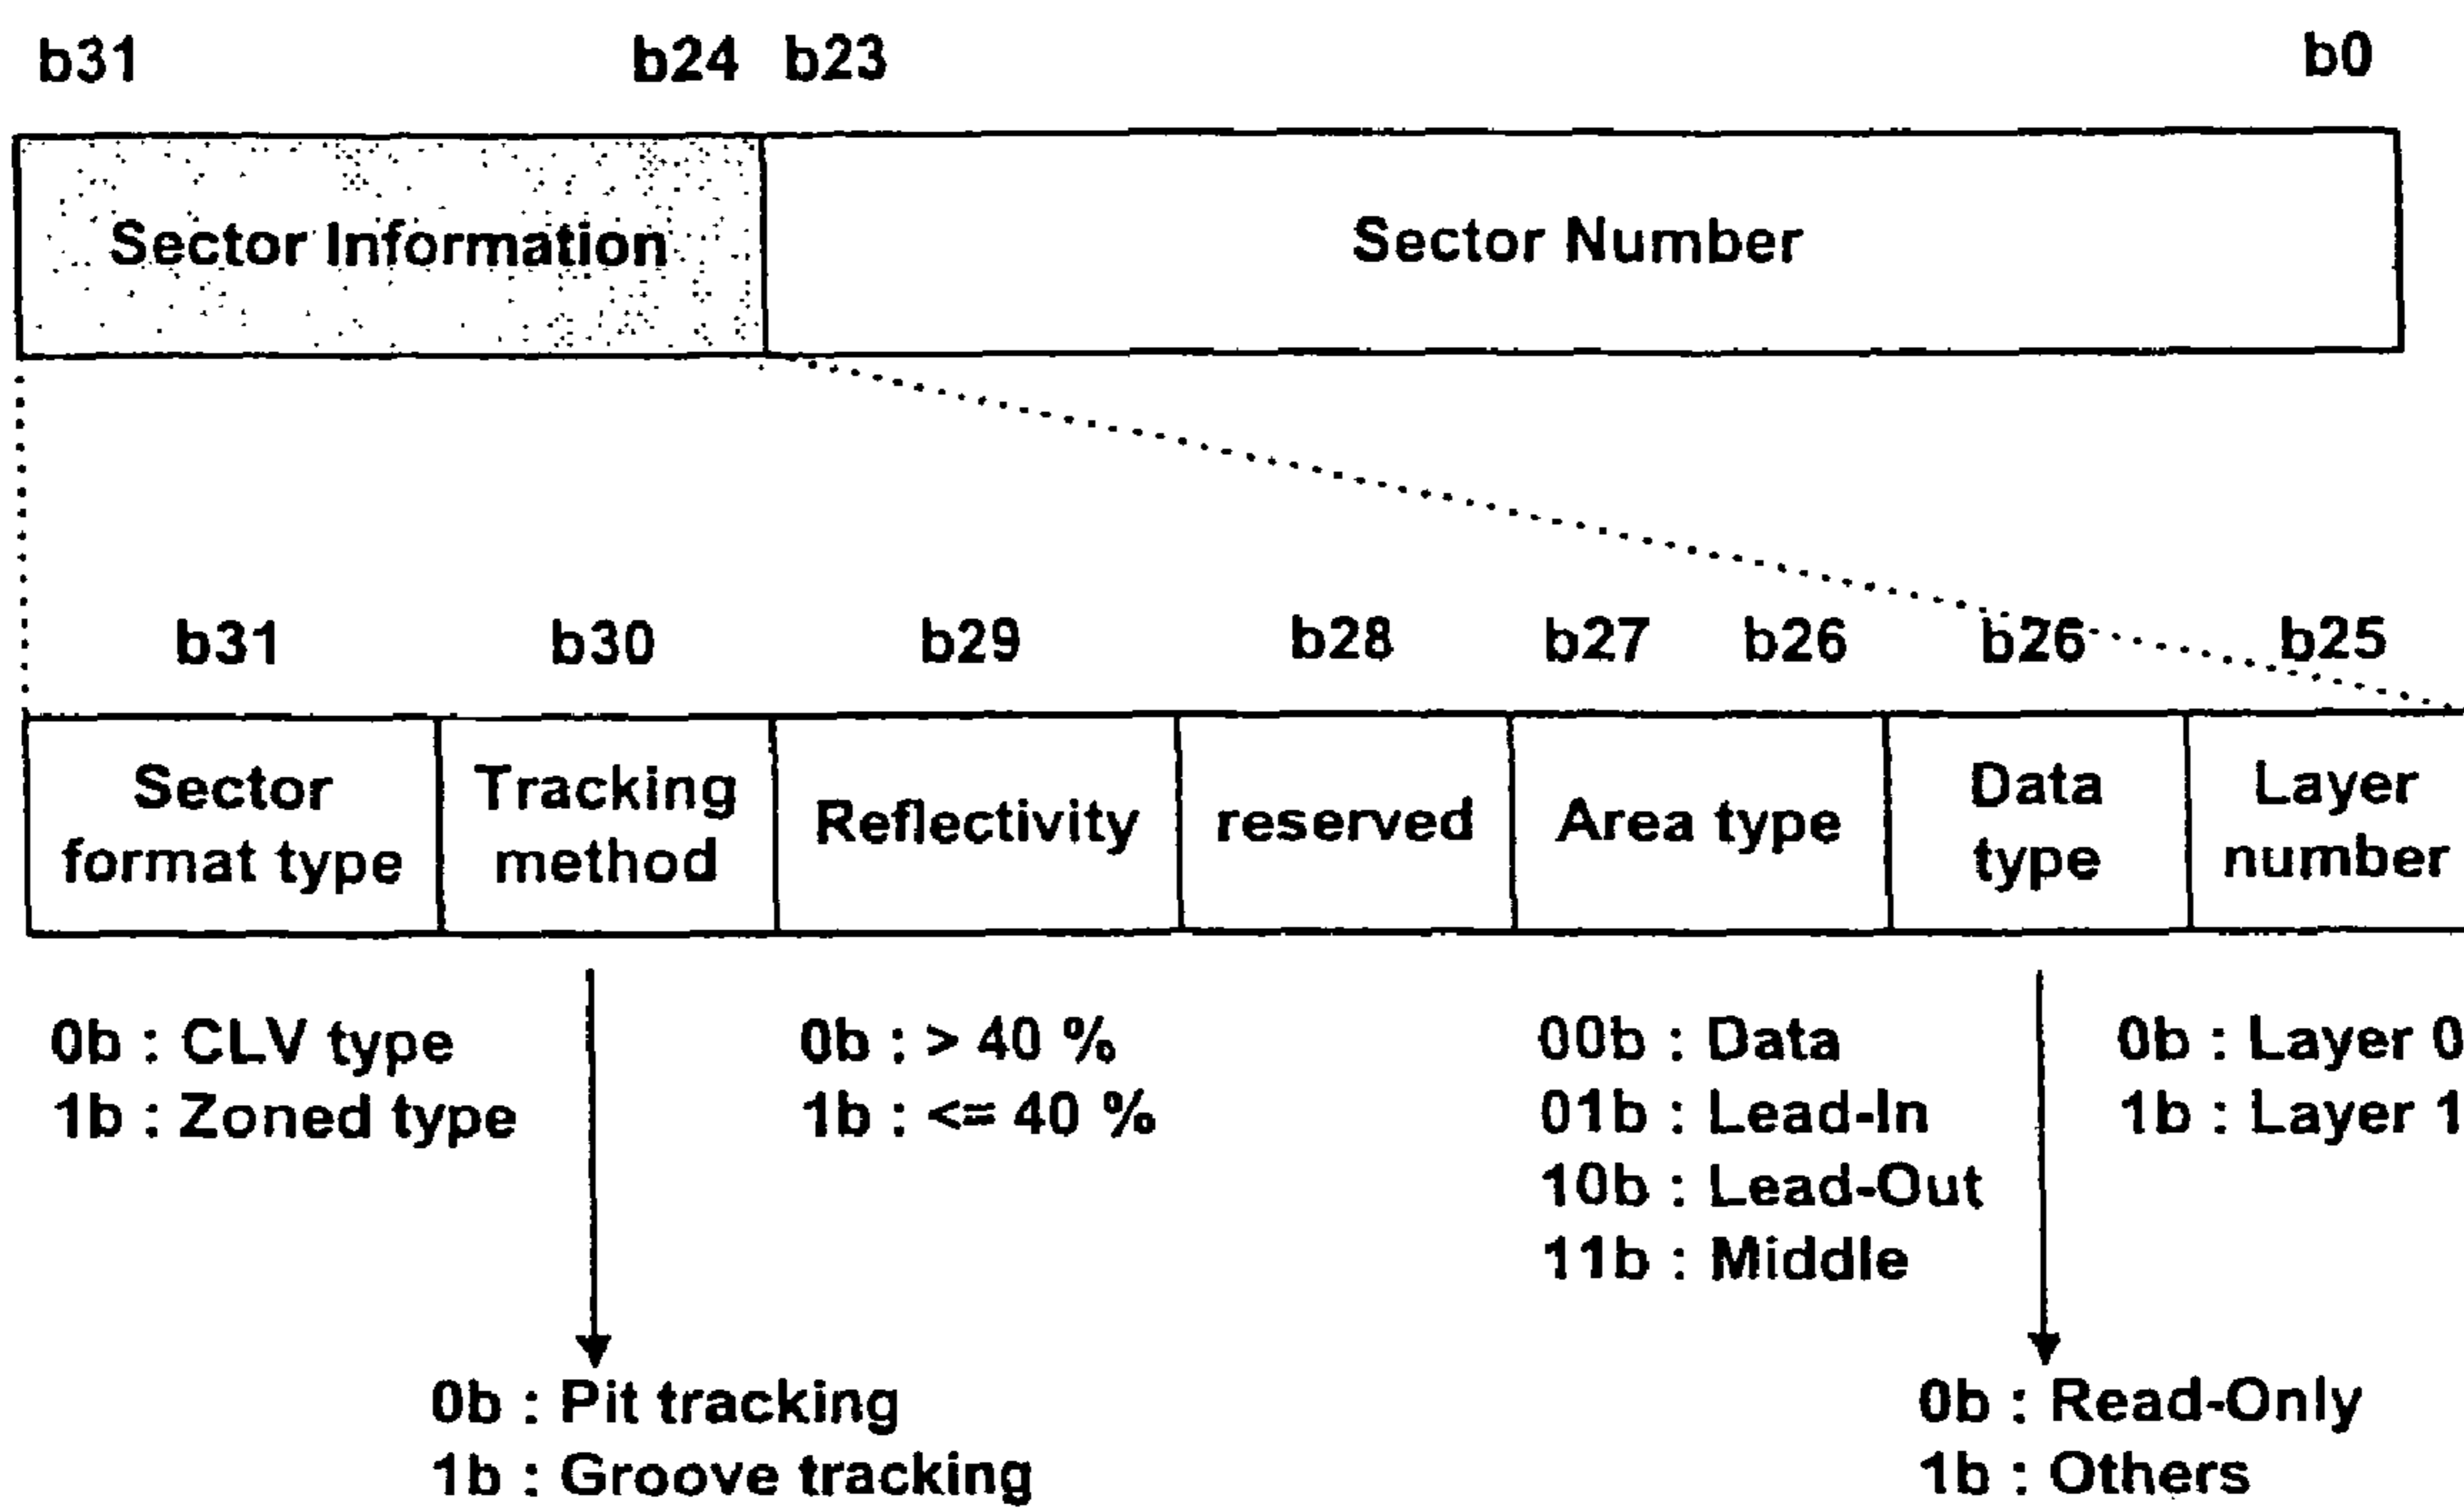 b31 b24 b23 b0
Sector Information Sector Number
b31 b30 b29 b28 b27 b26 b26 b25
Sector format type
Tracking method
Reflectivity
reserved
Area type
Data type
Layer number
0b : CLV type
1b : Zoned type
0b : > 40 %
1b : <= 40 %
00b : Data
01b : Lead-In
10b : Lead-Out
11b : Middle
0b : Layer 0
1b : Layer 1
0b : Pit tracking
1b : Groove tracking
0b : Read-Only
1b : Others